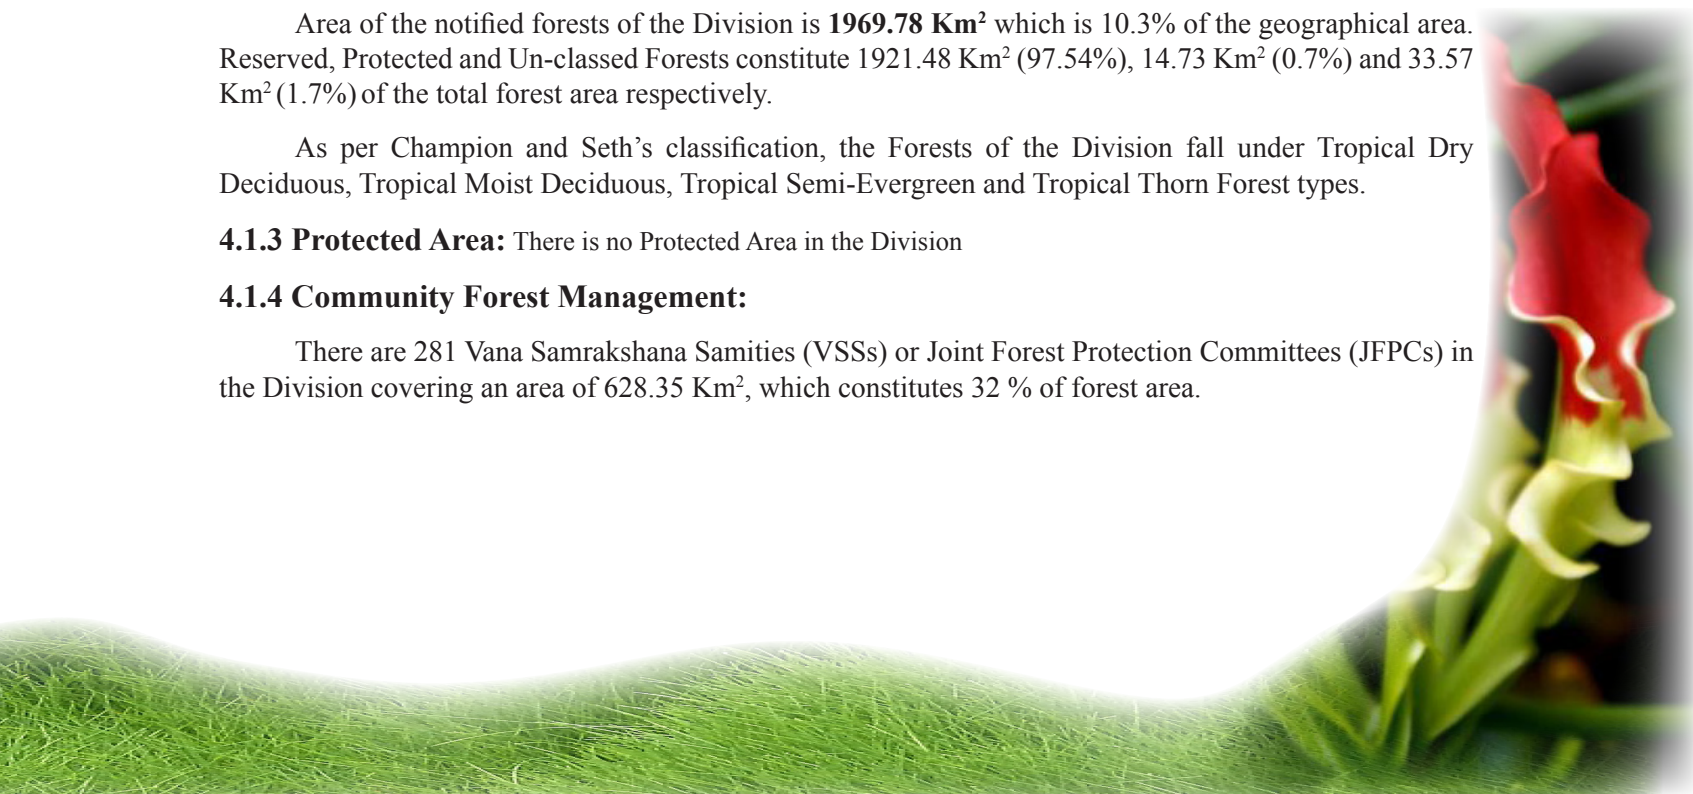 Area of the notified forests of the Division is 1969.78 Km² which is 10.3% of the geographical area.
Reserved, Protected and Un-classed Forests constitute 1921.48 Km² (97.54%), 14.73 Km² (0.7%) and 33.57
Km² (1.7%) of the total forest area respectively.
As per Champion and Seth’s classification, the Forests of the Division fall under Tropical Dry
Deciduous, Tropical Moist Deciduous, Tropical Semi-Evergreen and Tropical Thorn Forest types.
4.1.3 Protected Area: There is no Protected Area in the Division
4.1.4 Community Forest Management:
There are 281 Vana Samrakshana Samities (VSSs) or Joint Forest Protection Committees (JFPCs) in
the Division covering an area of 628.35 Km², which constitutes 32 % of forest area.